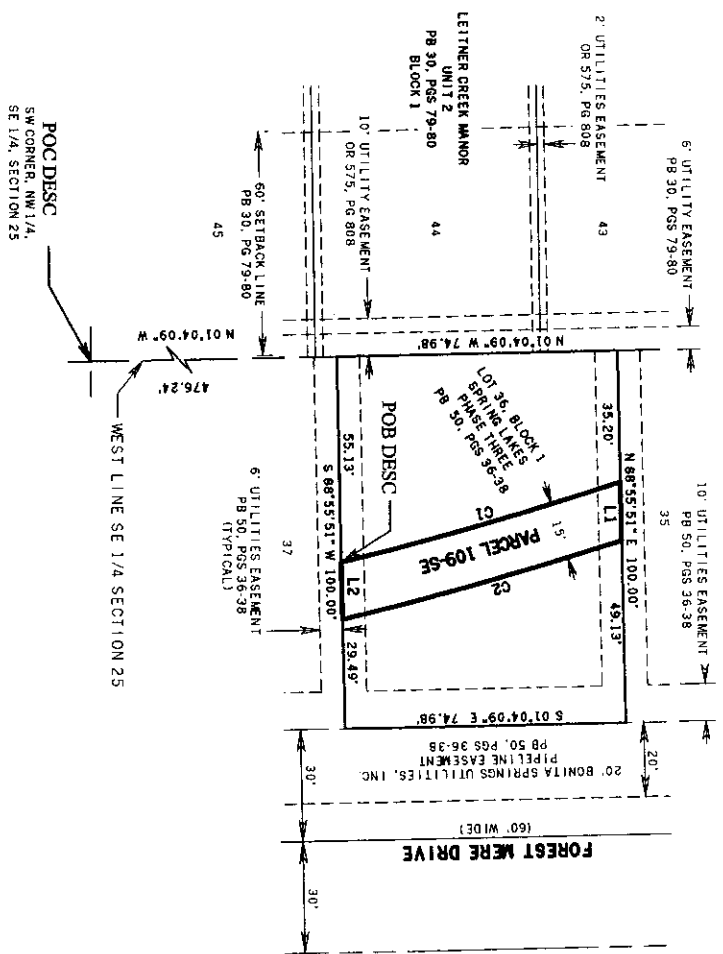 2' UTILITIES EASEMENT
OR 575, PG 808
6' UTILITY EASEMENT
PB 30, PGS 79-80
LEITNER CREEK MANOR
UNIT 2
PB 30, PGS 79-80
BLOCK 1
10' UTILITY EASEMENT
OR 575, PG 808
60' SETBACK LINE
PB 30, PG 79-80
43
44
45
POC DESC
SW CORNER, NW 1/4,
SE 1/4, SECTION 25
N 01°04'09" W
476.24'
WEST LINE SE 1/4 SECTION 25
N 01°04'09" W 74.98'
LOT 36, BLOCK 1
SPRING LAKES
PHASE THREE
PB 50, PGS 36-38
POB DESC
55.13'
S 88°55'51" W 100.00'
L2
29.49'
35.20'
N 88°55'51" E 100.00'
L1
49.13'
C1
PARCEL 109-SE
15'
C2
10' UTILITIES EASEMENT
PB 50, PGS 36-38
35
37
6' UTILITIES EASEMENT
PB 50, PGS 36-38
(TYPICAL)
S 01°04'09" E 74.98'
20' BONITA SPRINGS UTILITIES, INC.
PIPELINE EASEMENT
PB 50, PGS 36-38
20'
30'
(60' WIDE)
FOREST MERE DRIVE
30'